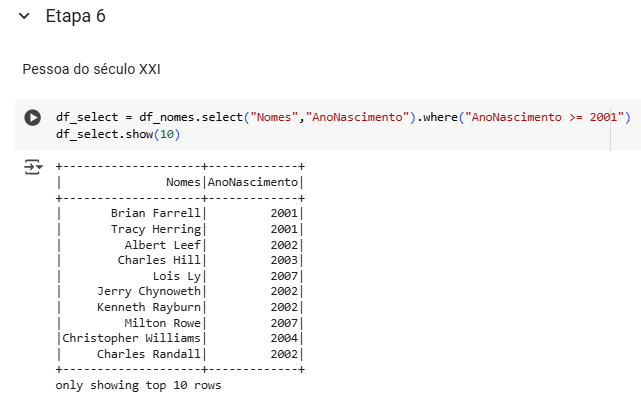 Etapa 6
Pessoa do século XXI
df_select = df_nomes.select("Nomes","AnoNascimento").where("AnoNascimento >= 2001")
df_select.show(10)
+-------------------+-------------+
|              Nomes|AnoNascimento|
+-------------------+-------------+
|      Brian Farrell|         2001|
|      Tracy Herring|         2001|
|        Albert Leef|         2002|
|       Charles Hill|         2003|
|            Lois Ly|         2007|
|    Jerry Chynoweth|         2002|
|    Kenneth Rayburn|         2002|
|        Milton Rowe|         2007|
|Christopher Williams|         2004|
|    Charles Randall|         2002|
+-------------------+-------------+
only showing top 10 rows